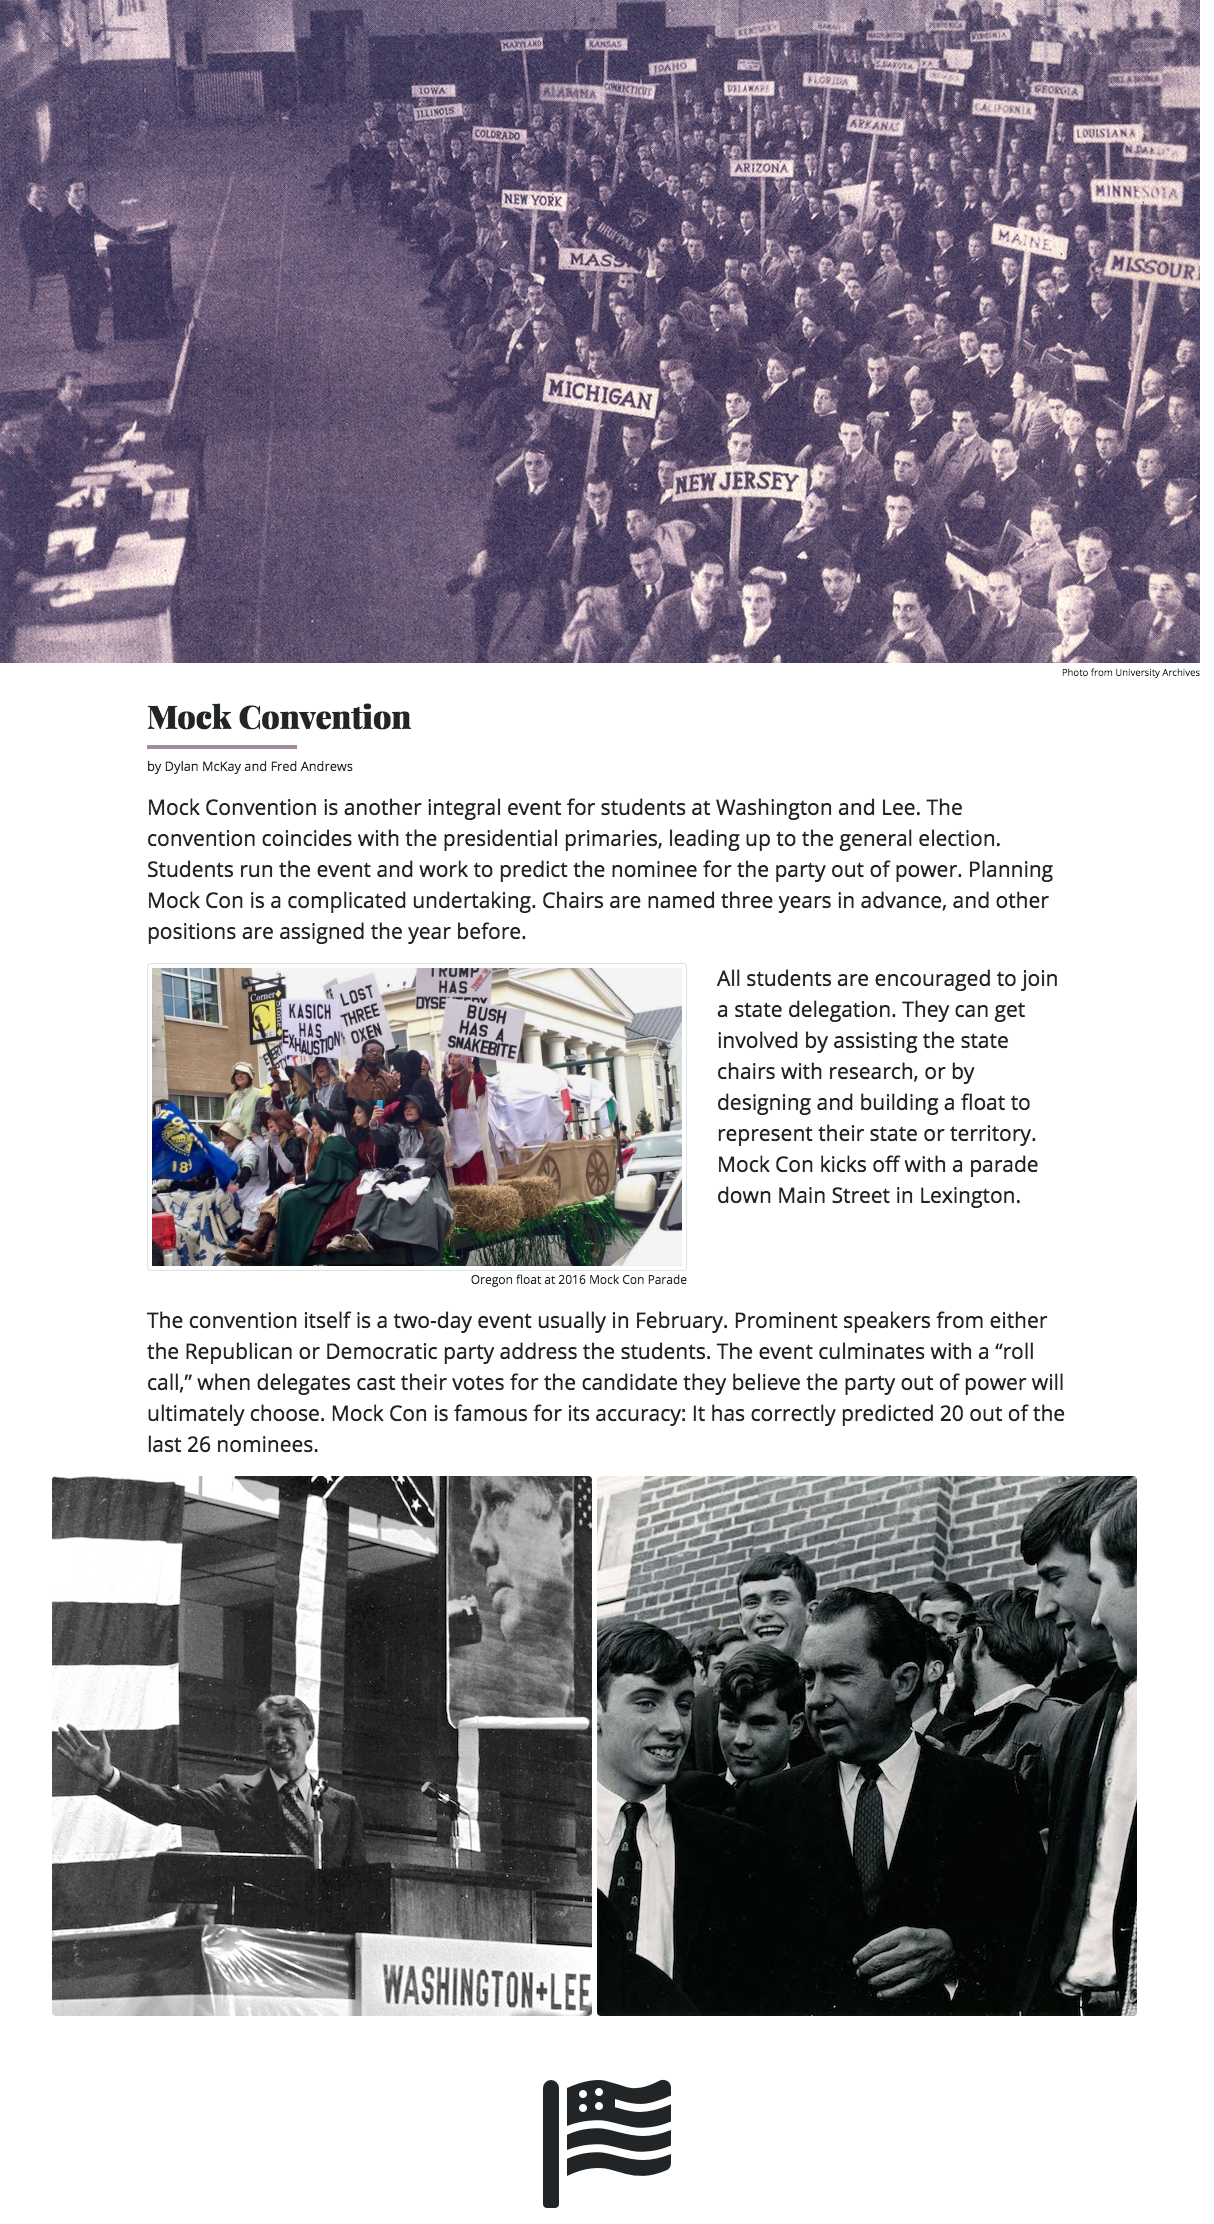 MARYLAND
KANSAS
KENTUCKY
IDAHO
IOWA
ILLINOIS
ALABAMA
CONNECTICUT
DELAWARE
FLORIDA
VIRGINIA
GEORGIA
OKLAHOMA
CALIFORNIA
COLORADO
ARKANSAS
LOUISIANA
N.DAKOTA
ARIZONA
NEW YORK
MINNESOTA
MASS
MAINE
MISSOURI
MICHIGAN
NEW JERSEY
Photo from University Archives
Mock Convention
by Dylan McKay and Fred Andrews
Mock Convention is another integral event for students at Washington and Lee. The
convention coincides with the presidential primaries, leading up to the general election.
Students run the event and work to predict the nominee for the party out of power. Planning
Mock Con is a complicated undertaking. Chairs are named three years in advance, and other
positions are assigned the year before.
Corner
KASICH
HAS
EXHAUSTION
LOST
THREE
OXEN
TRUMP
HAS
DYSENTERY
BUSH
HAS A
SNAKEBITE
18
All students are encouraged to join
a state delegation. They can get
involved by assisting the state
chairs with research, or by
designing and building a float to
represent their state or territory.
Mock Con kicks off with a parade
down Main Street in Lexington.
Oregon float at 2016 Mock Con Parade
The convention itself is a two-day event usually in February. Prominent speakers from either
the Republican or Democratic party address the students. The event culminates with a “roll
call,” when delegates cast their votes for the candidate they believe the party out of power will
ultimately choose. Mock Con is famous for its accuracy: It has correctly predicted 20 out of the
last 26 nominees.
WASHINGTON+LEE